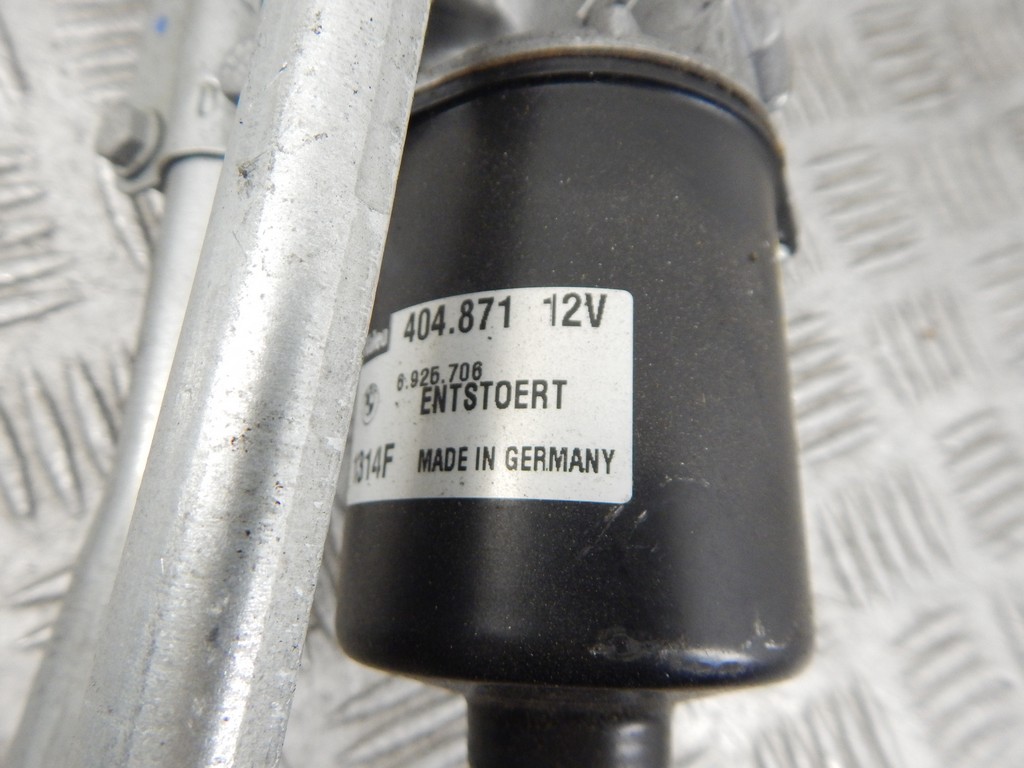 404.871 12V
6.925.706
ENTSTOERT
1314F MADE IN GERMANY